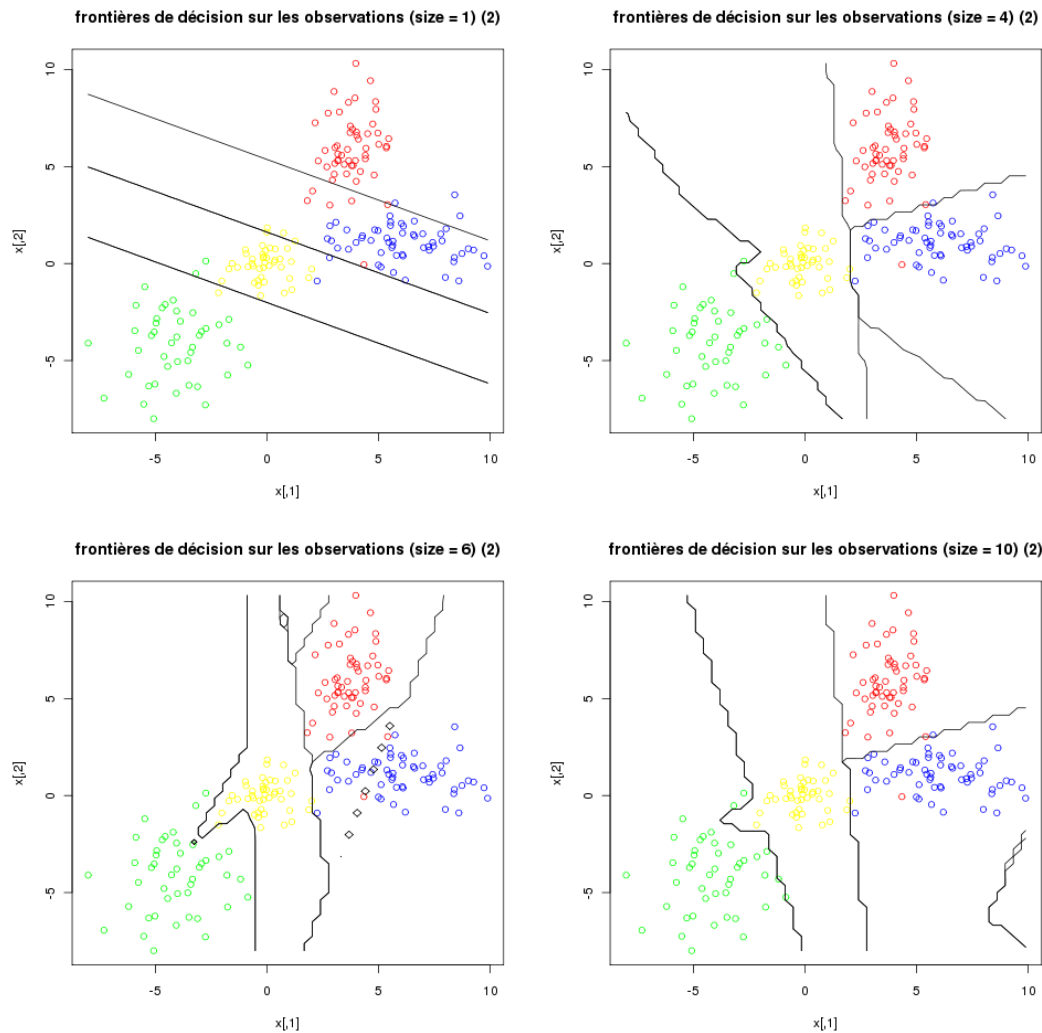 frontières de décision sur les observations (size = 1) (2)
x[,2]
10
5
0
-5
-5
0
5
10
x[,1]
frontières de décision sur les observations (size = 4) (2)
x[,2]
10
5
0
-5
-5
0
5
10
x[,1]
frontières de décision sur les observations (size = 6) (2)
x[,2]
10
5
0
-5
-5
0
5
10
x[,1]
frontières de décision sur les observations (size = 10) (2)
x[,2]
10
5
0
-5
-5
0
5
10
x[,1]